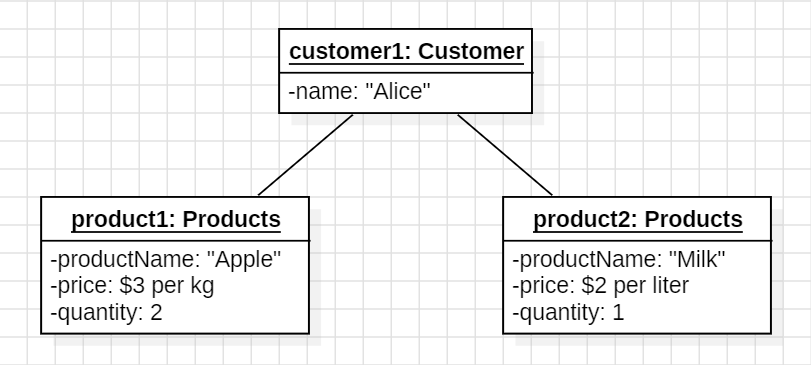 customer1: Customer
-name: "Alice"
product1: Products
-productName: "Apple"
-price: $3 per kg
-quantity: 2
product2: Products
-productName: "Milk"
-price: $2 per liter
-quantity: 1